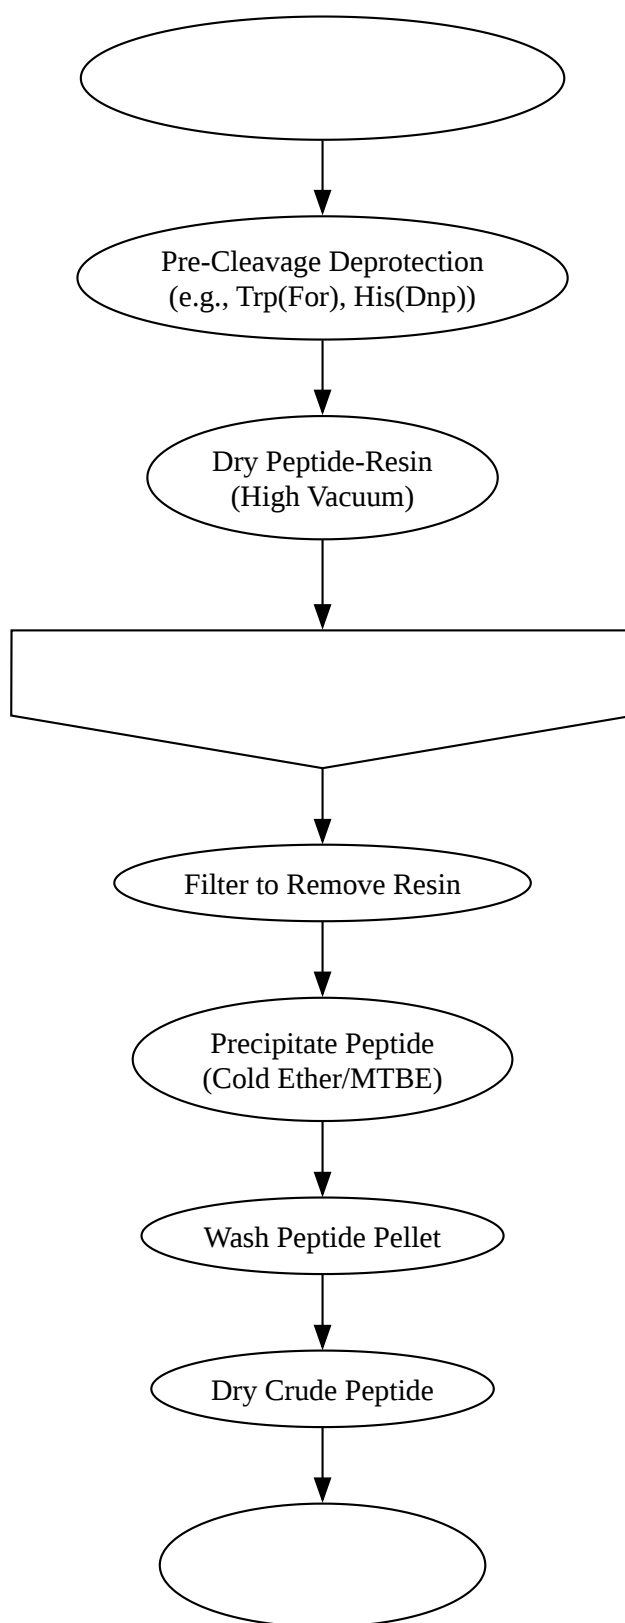 Pre-Cleavage Deprotection
(e.g., Trp(For), His(Dnp))
Dry Peptide-Resin
(High Vacuum)
Filter to Remove Resin
Precipitate Peptide
(Cold Ether/MTBE)
Wash Peptide Pellet
Dry Crude Peptide